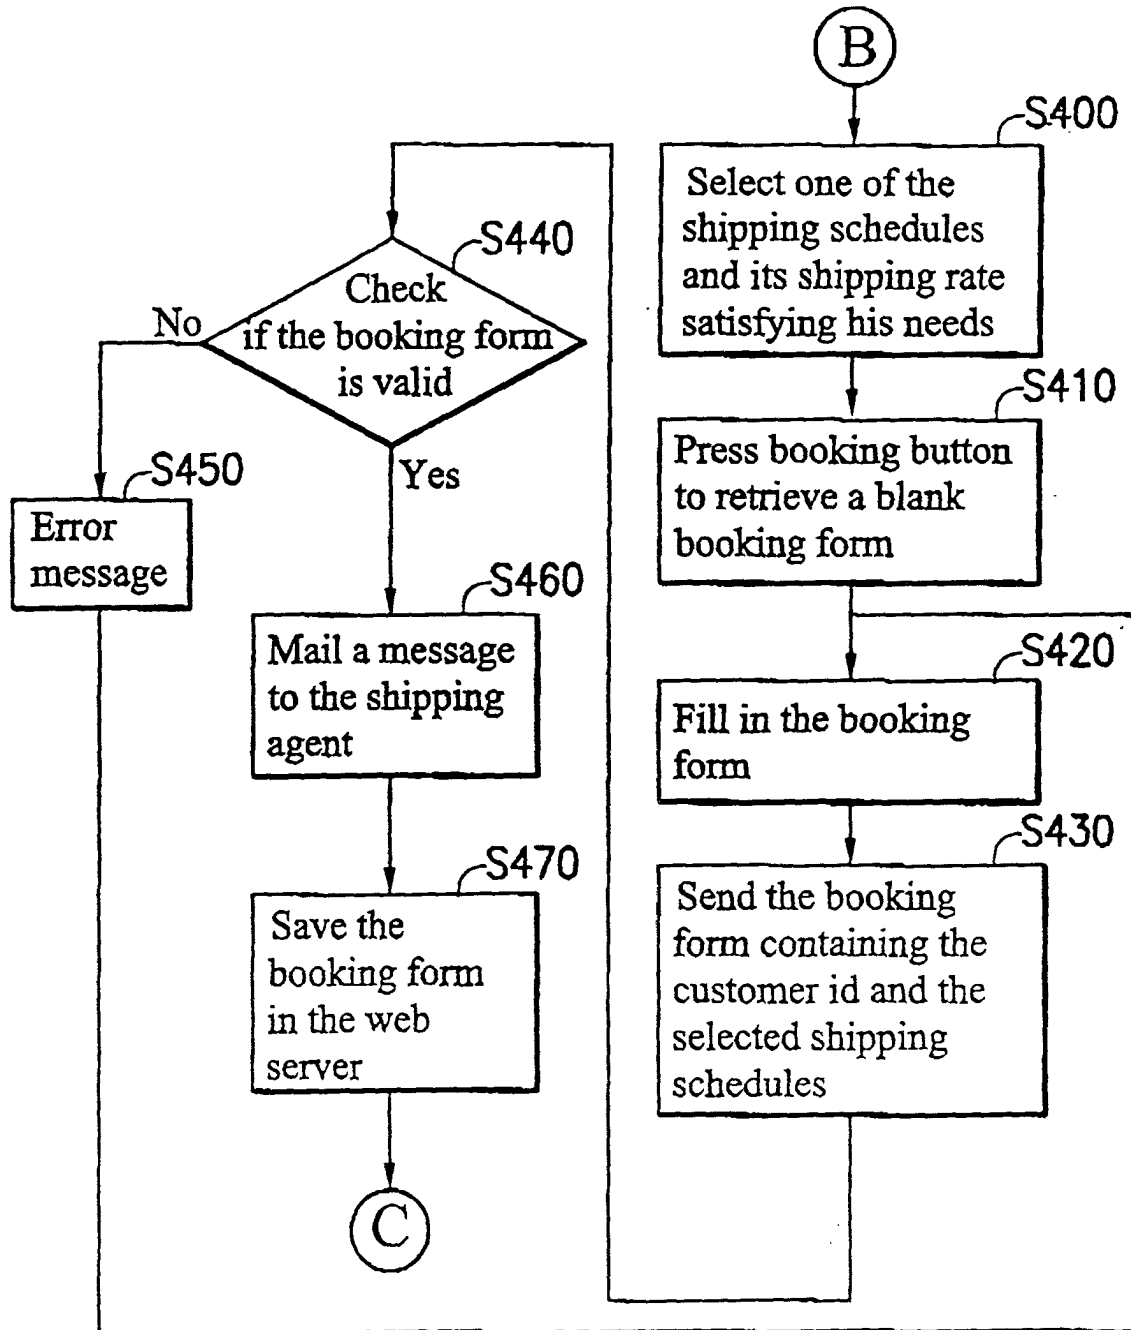 B
S400
Select one of the
shipping schedules
and its shipping rate
satisfying his needs
S410
Press booking button
to retrieve a blank
booking form
S420
Fill in the booking
form
S430
Send the booking
form containing the
customer id and the
selected shipping
schedules
S440
Check
if the booking form
is valid
No
Yes
S450
Error
message
S460
Mail a message
to the shipping
agent
S470
Save the
booking form
in the web
server
C